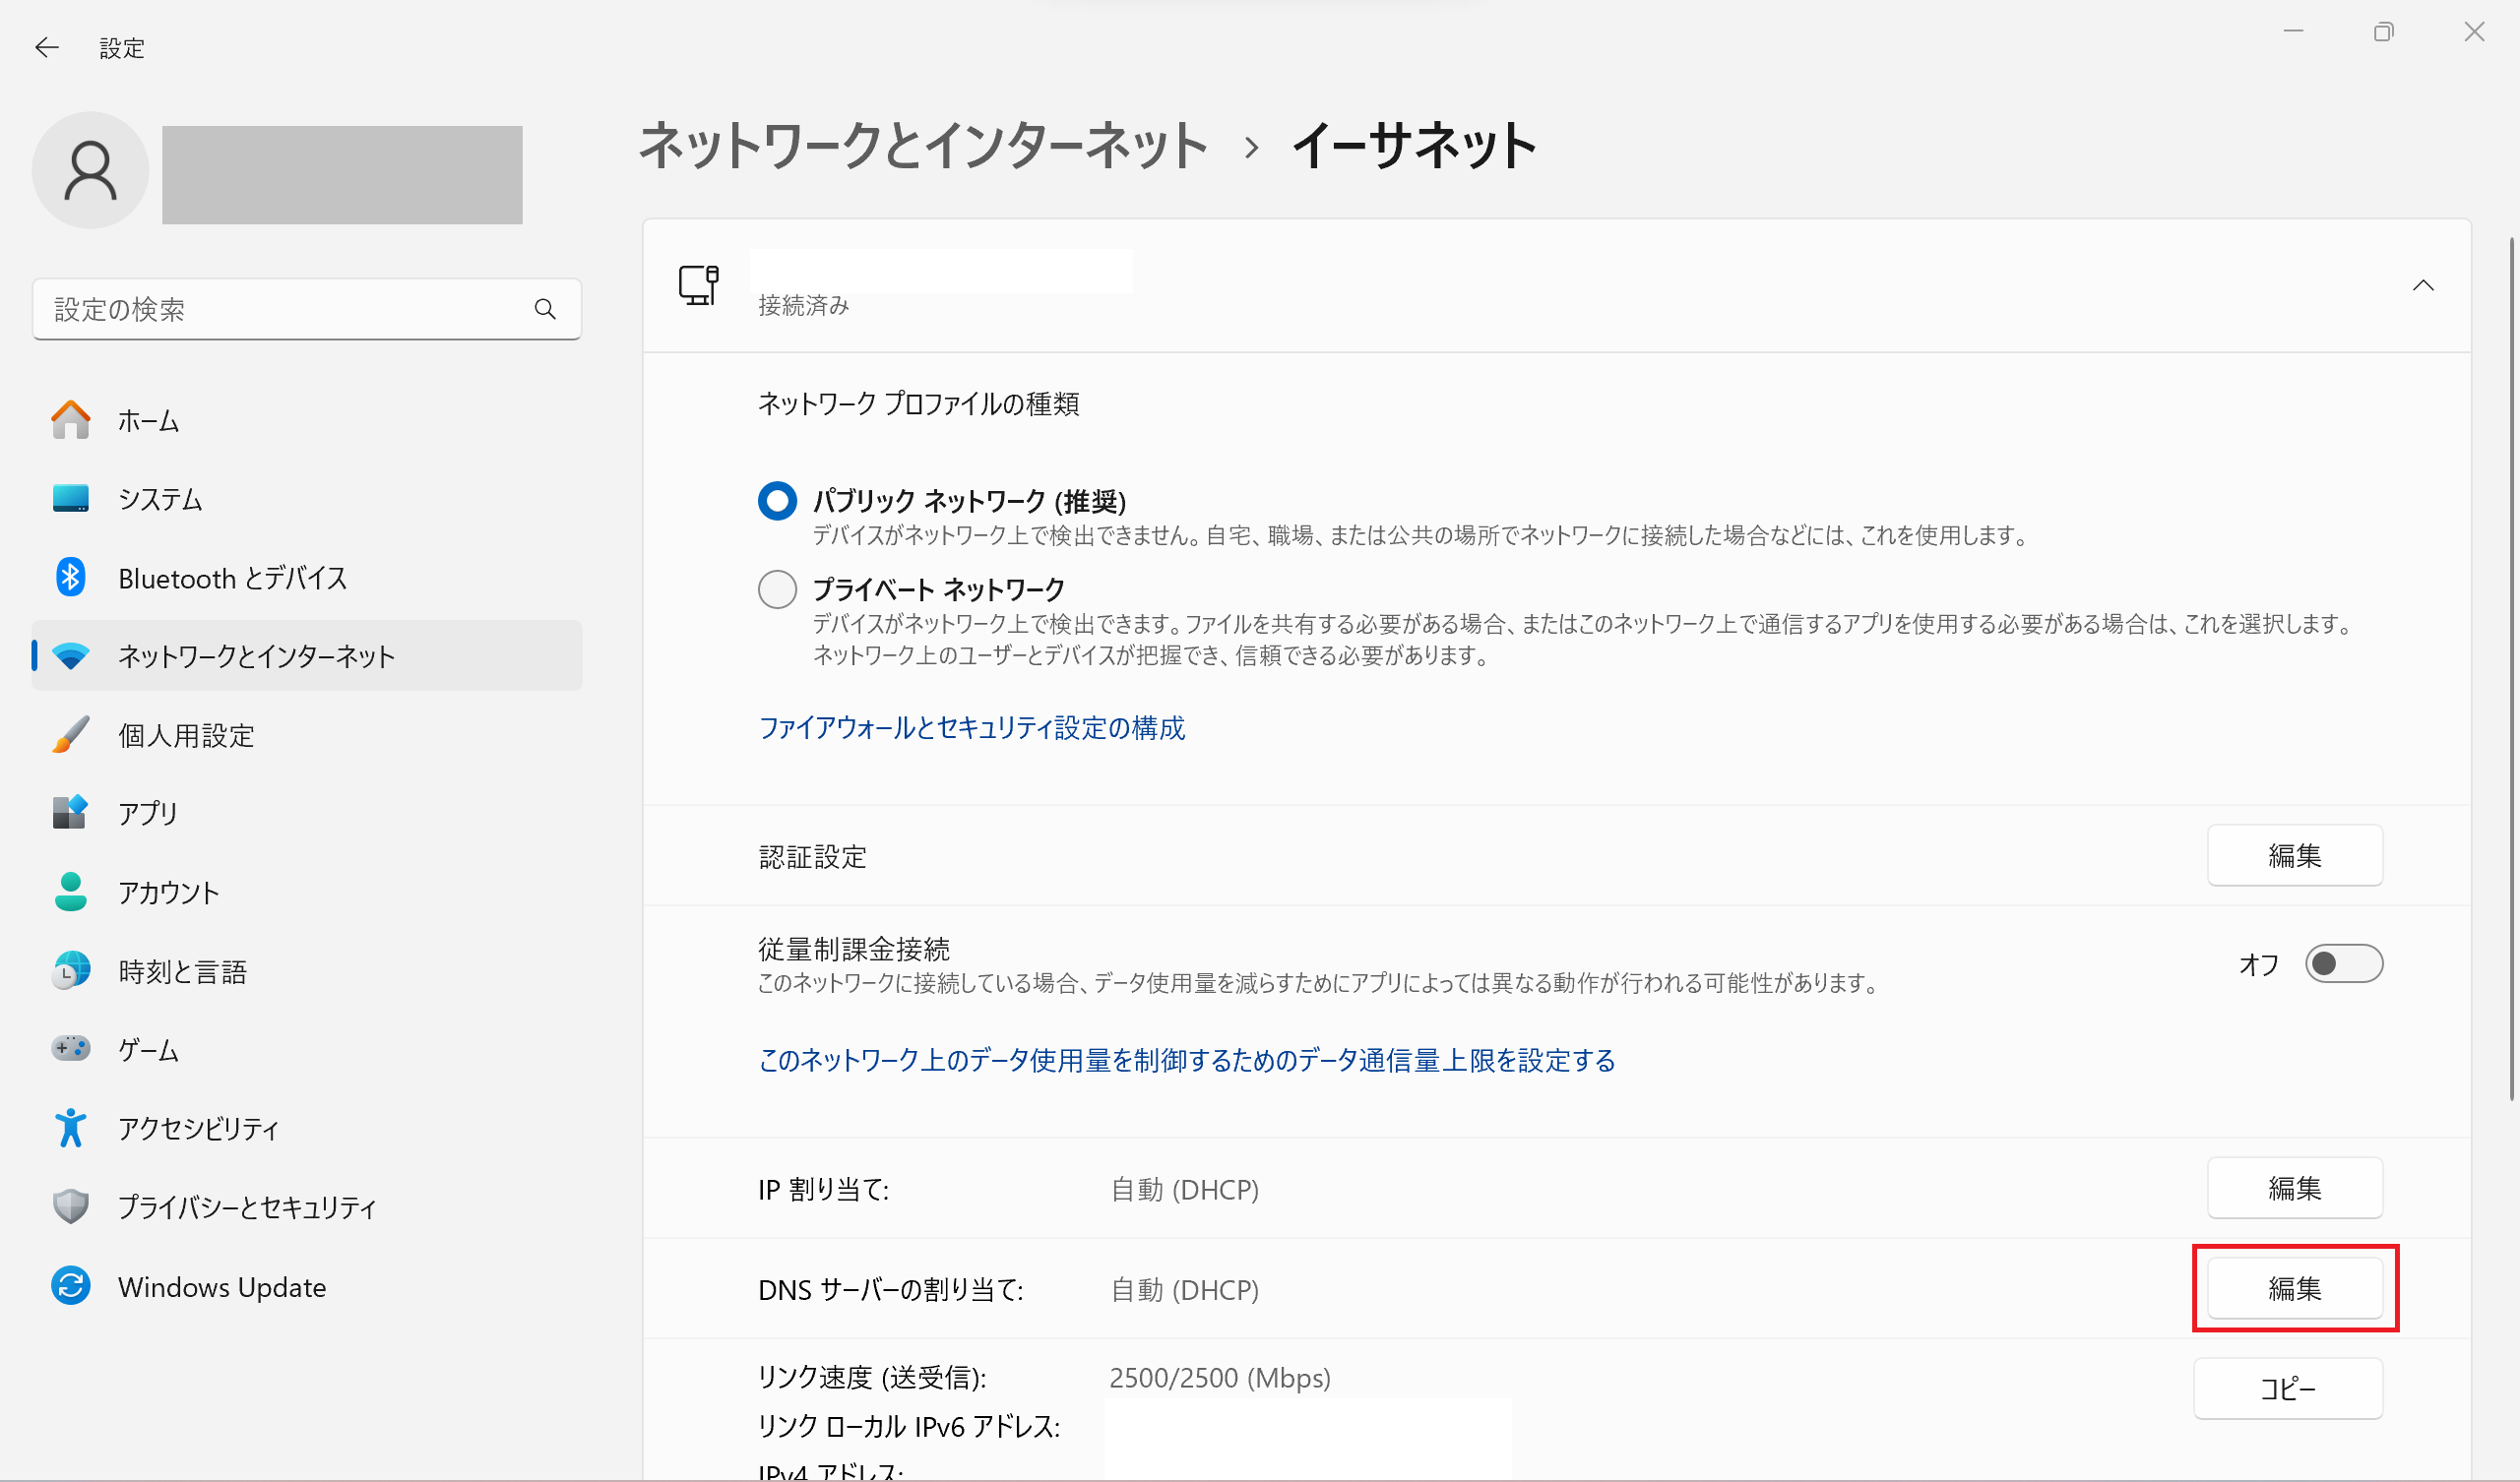 設定
設定の検索
ホーム
システム
Bluetooth とデバイス
ネットワークとインターネット
個人用設定
アプリ
アカウント
時刻と言語
ゲーム
アクセシビリティ
プライバシーとセキュリティ
Windows Update
ネットワークとインターネット › イーサネット
接続済み
ネットワーク プロファイルの種類
パブリック ネットワーク (推奨)
デバイスがネットワーク上で検出できません。自宅、職場、または公共の場所でネットワークに接続した場合などには、これを使用します。
プライベート ネットワーク
デバイスがネットワーク上で検出できます。ファイルを共有する必要がある場合、またはこのネットワーク上で通信するアプリを使用する必要がある場合は、これを選択します。
ネットワーク上のユーザーとデバイスが把握でき、信頼できる必要があります。
ファイアウォールとセキュリティ設定の構成
認証設定 編集
従量制課金接続
このネットワークに接続している場合、データ使用量を減らすためにアプリによっては異なる動作が行われる可能性があります。
オフ
このネットワーク上のデータ使用量を制御するためのデータ通信量上限を設定する
IP 割り当て: 自動 (DHCP) 編集
DNS サーバーの割り当て: 自動 (DHCP) 編集
リンク速度 (送受信): 2500/2500 (Mbps) コピー
リンク ローカル IPv6 アドレス:
IPv4 アドレス: